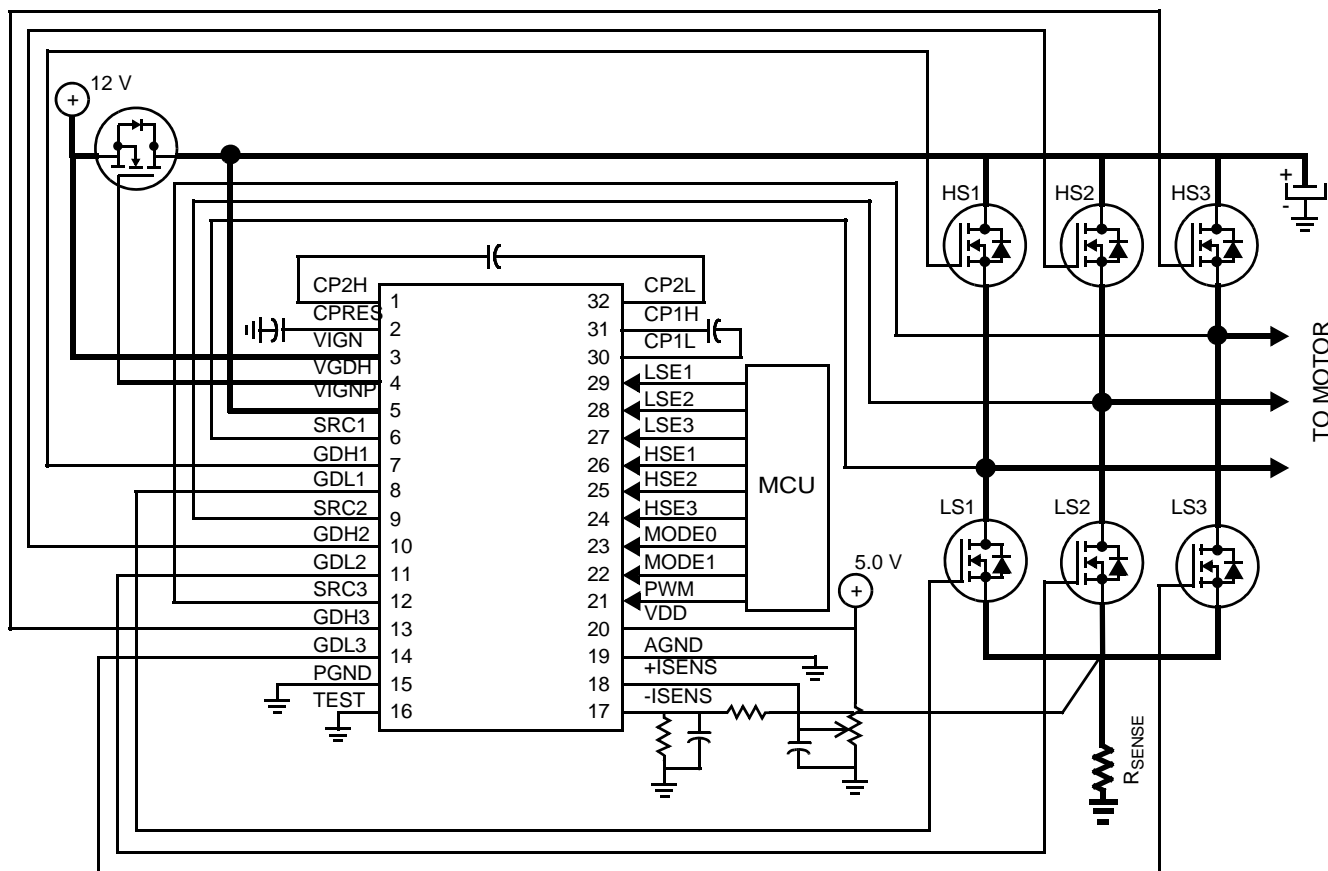 12 V
+
HS1
HS2
HS3
+
-
CP2H
CP2L
1
32
CPRES
CP1H
2
31
VIGN
CP1L
3
30
VGDH
LSE1
4
29
VIGNP
LSE2
5
28
SRC1
LSE3
6
27
GDH1
HSE1
7
26
GDL1
HSE2
8
25
SRC2
HSE3
9
24
GDH2
MODE0
10
23
GDL2
MODE1
11
22
SRC3
PWM
12
21
GDH3
VDD
13
20
GDL3
AGND
14
19
PGND
+ISENS
15
18
TEST
-ISENS
16
17
MCU
5.0 V
+
TO MOTOR
LS1
LS2
LS3
RSENSE